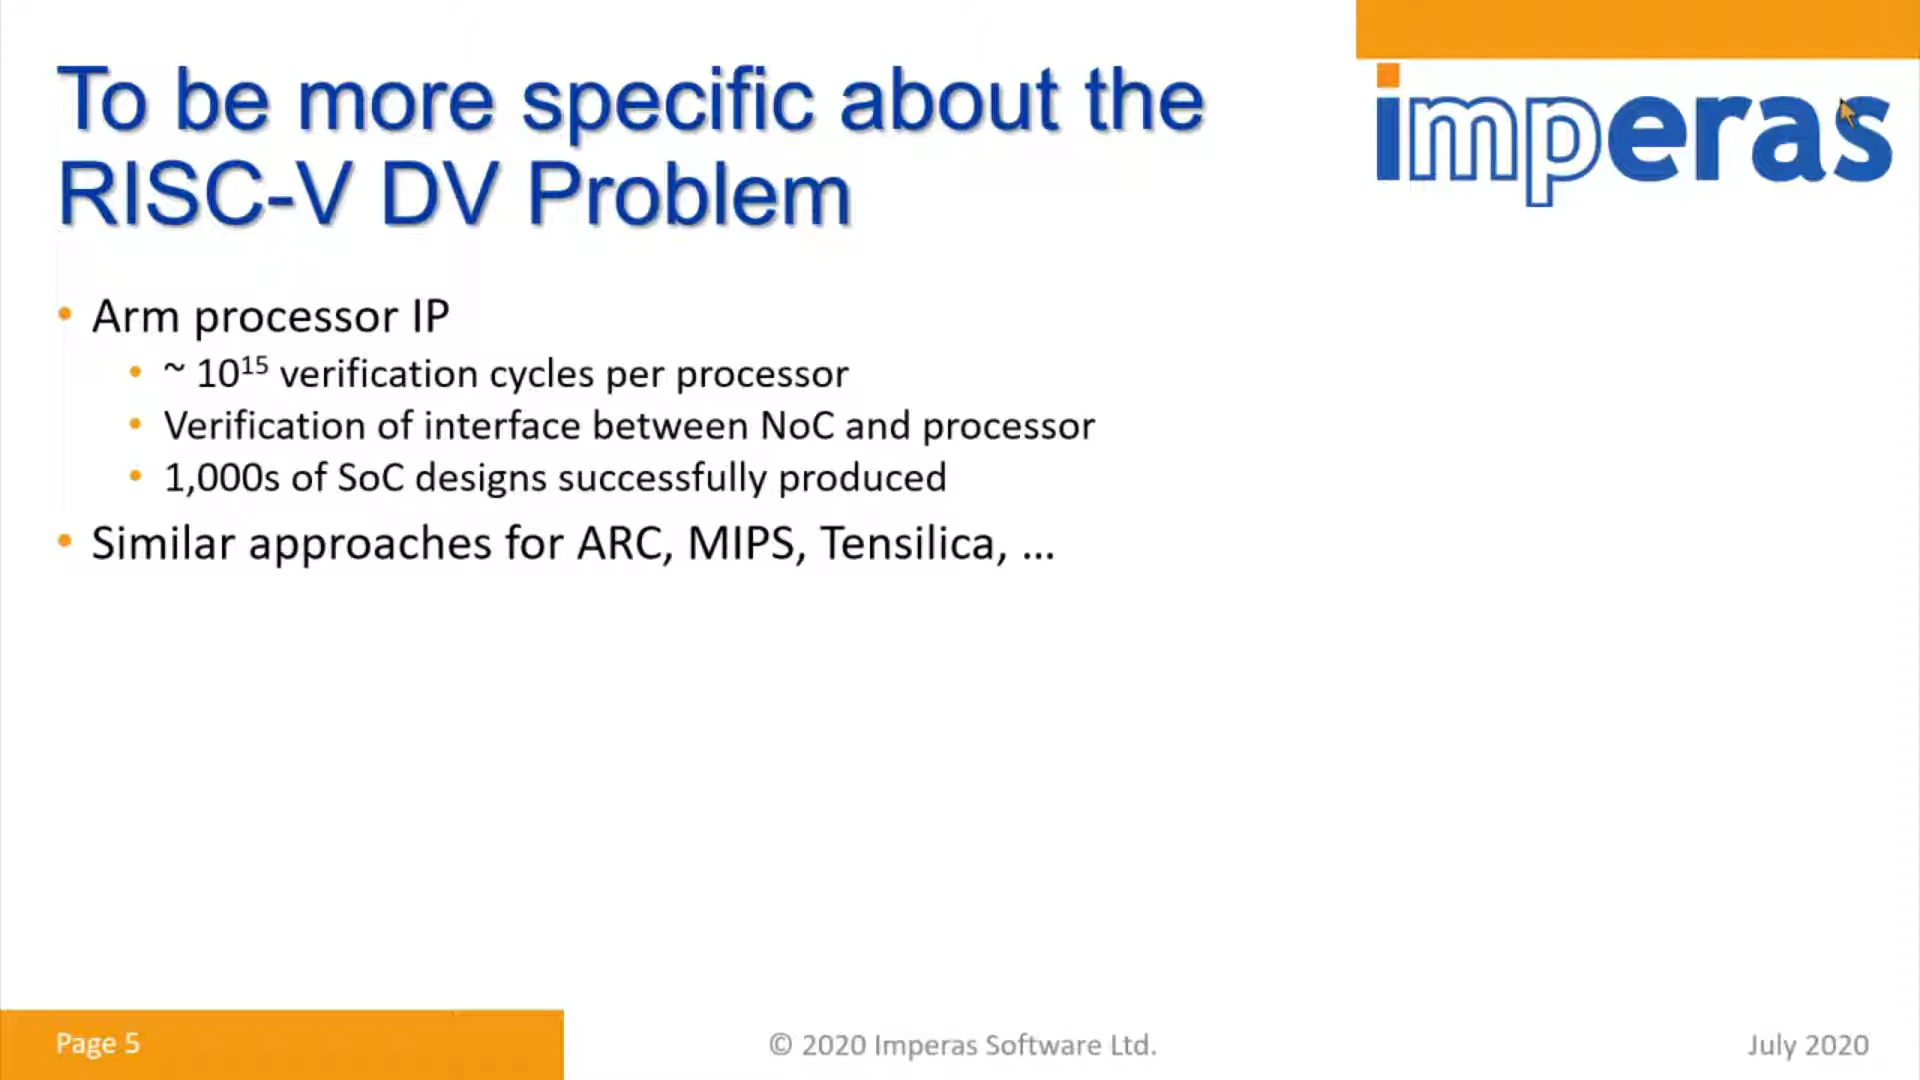 To be more specific about the
RISC-V DV Problem
imperas
• Arm processor IP
• ~ 10¹⁵ verification cycles per processor
• Verification of interface between NoC and processor
• 1,000s of SoC designs successfully produced
• Similar approaches for ARC, MIPS, Tensilica, ...
Page 5
© 2020 Imperas Software Ltd.
July 2020